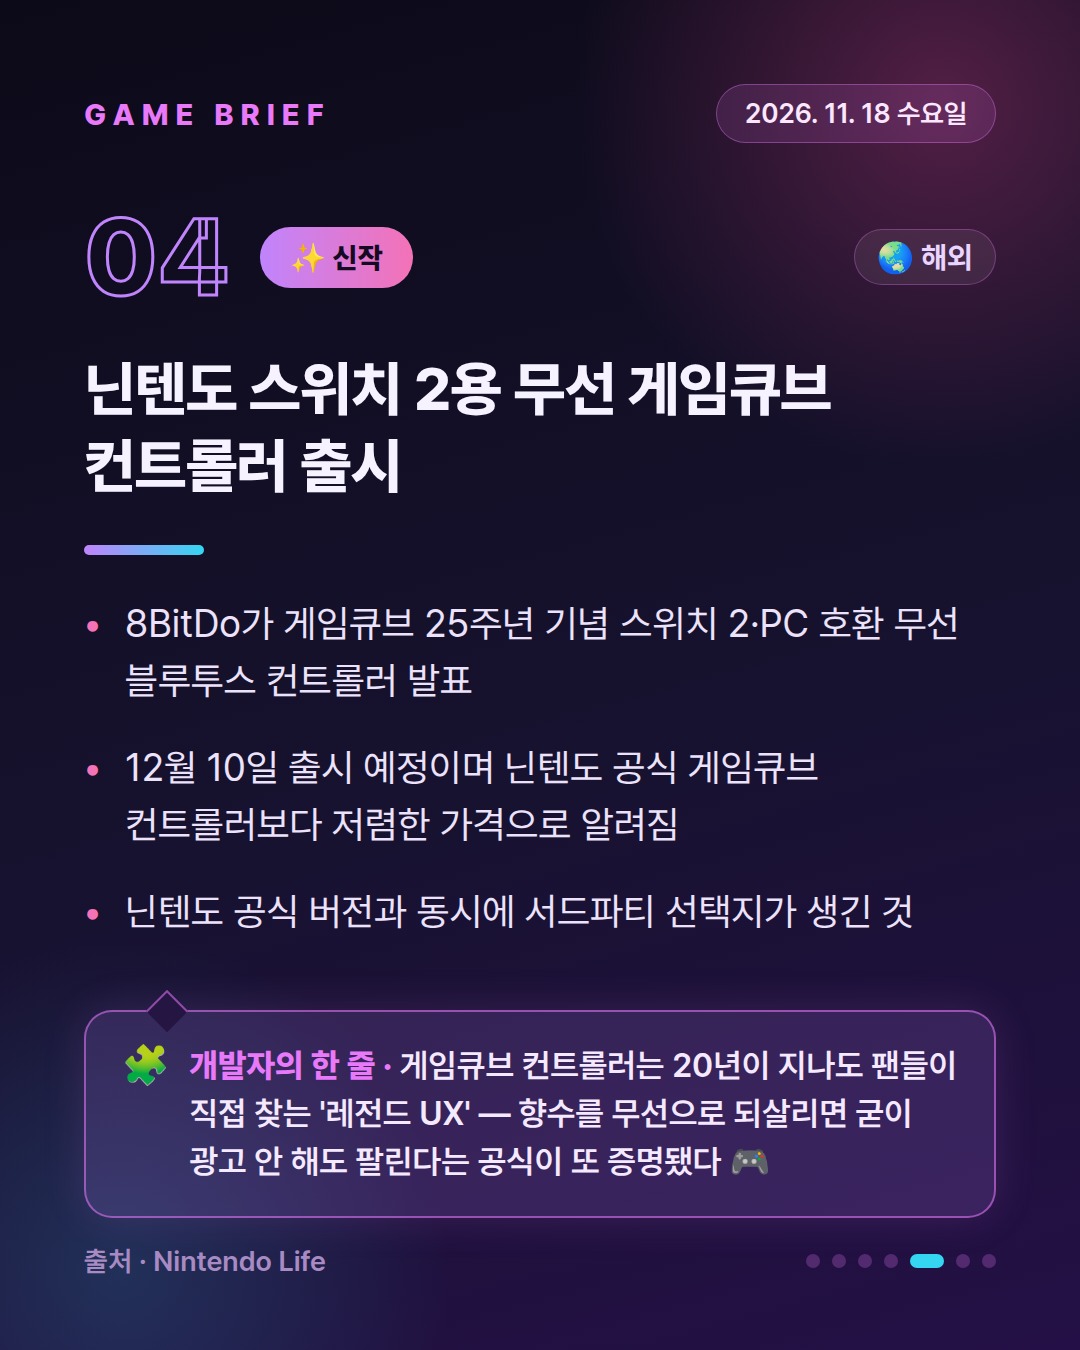 GAME BRIEF
2026. 11. 18 수요일
04
✨ 신작
🌏 해외
닌텐도 스위치 2용 무선 게임큐브
컨트롤러 출시
• 8BitDo가 게임큐브 25주년 기념 스위치 2·PC 호환 무선
블루투스 컨트롤러 발표
• 12월 10일 출시 예정이며 닌텐도 공식 게임큐브
컨트롤러보다 저렴한 가격으로 알려짐
• 닌텐도 공식 버전과 동시에 서드파티 선택지가 생긴 것
🧩 개발자의 한 줄 · 게임큐브 컨트롤러는 20년이 지나도 팬들이
직접 찾는 '레전드 UX' — 향수를 무선으로 되살리면 굳이
광고 안 해도 팔린다는 공식이 또 증명됐다 🎮
출처 · Nintendo Life